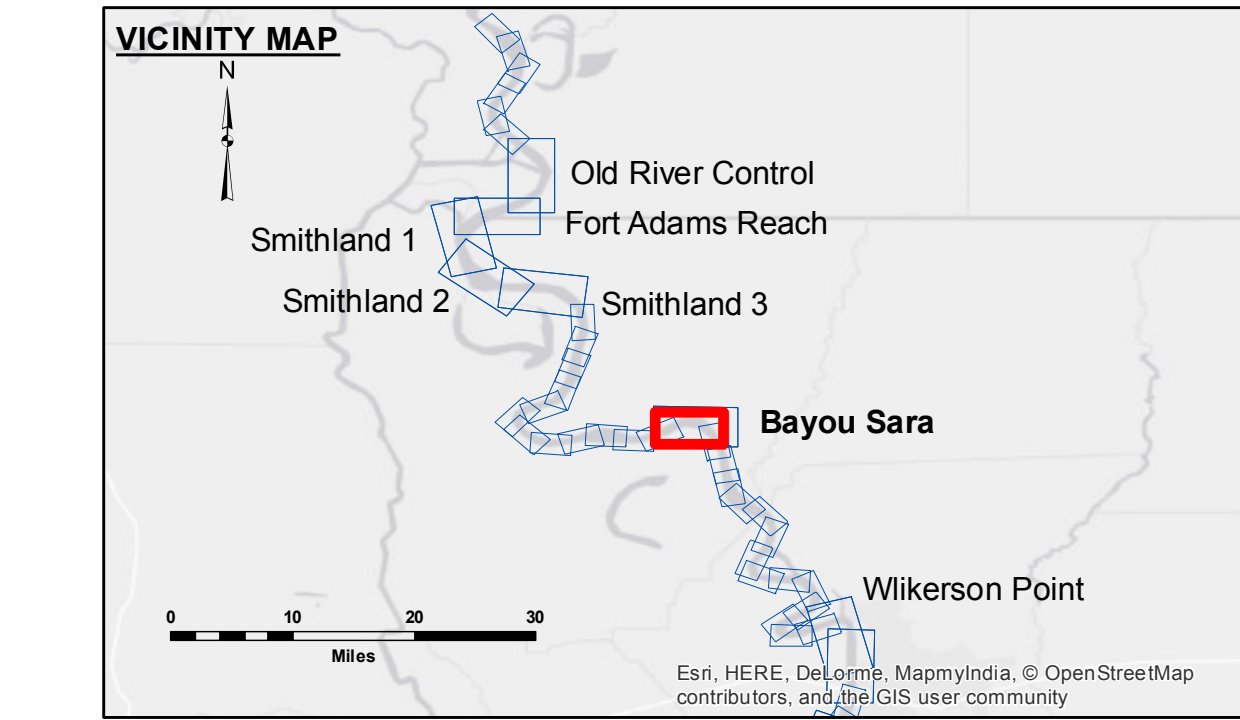 VICINITY MAP
N
Old River Control
Fort Adams Reach
Smithland 1
Smithland 2
Smithland 3
Bayou Sara
Wlikerson Point
0 10 20 30
Miles
Esri, HERE, DeLorme, MapmyIndia, © OpenStreetMap
contributors, and the GIS user community